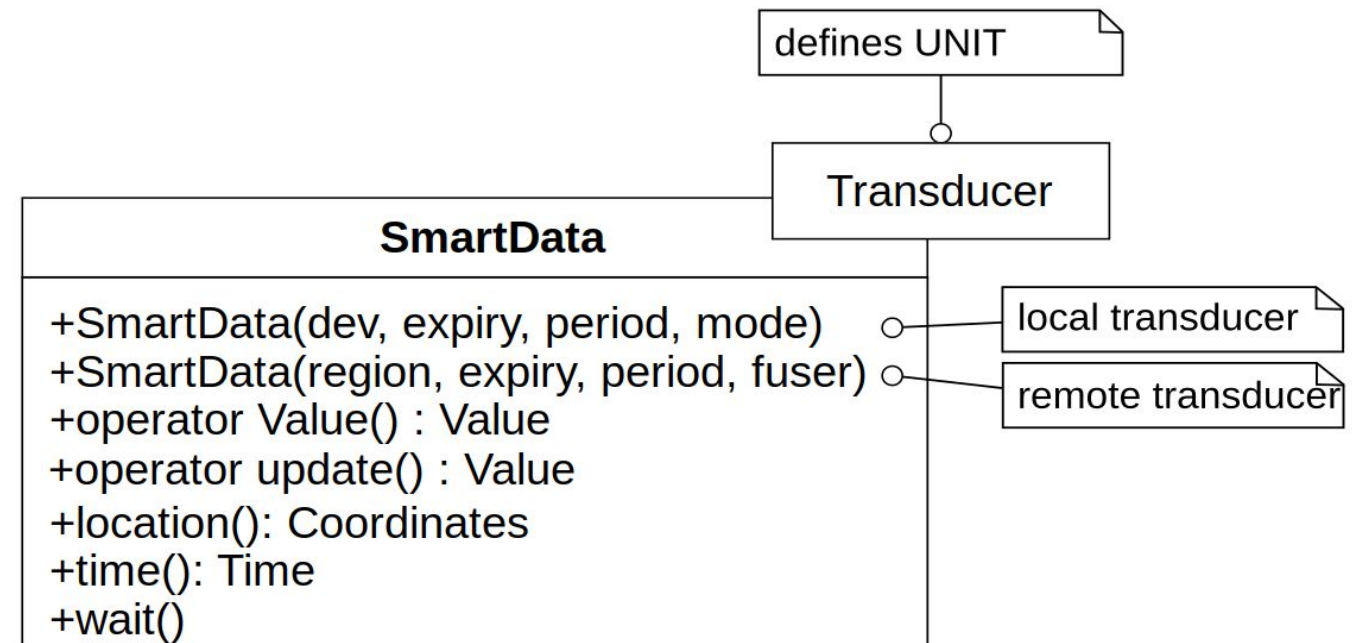 defines UNIT
Transducer
SmartData
+SmartData(dev, expiry, period, mode)
local transducer
+SmartData(region, expiry, period, fuser)
remote transducer
+operator Value() : Value
+operator update() : Value
+location(): Coordinates
+time(): Time
+wait()